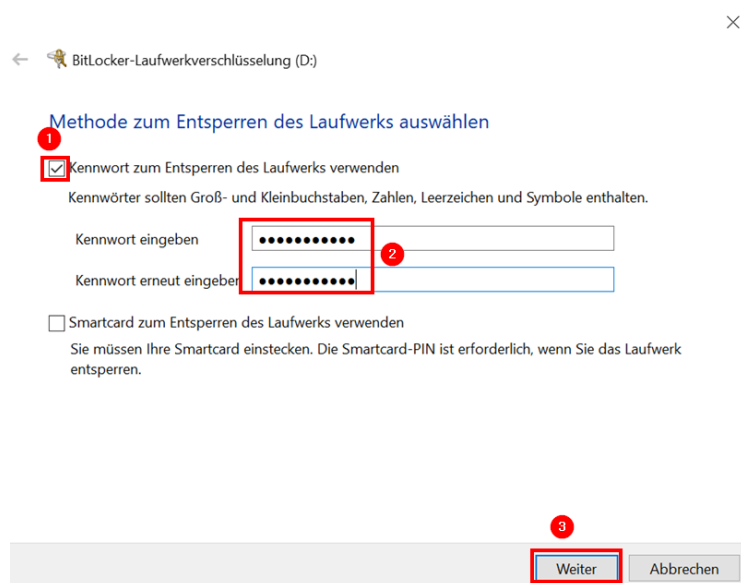 BitLocker-Laufwerkverschlüsselung (D:)
Methode zum Entsperren des Laufwerks auswählen
1
Kennwort zum Entsperren des Laufwerks verwenden
Kennwörter sollten Groß- und Kleinbuchstaben, Zahlen, Leerzeichen und Symbole enthalten.
Kennwort eingeben ●●●●●●●●●●●
2
Kennwort erneut eingeben ●●●●●●●●●●●
Smartcard zum Entsperren des Laufwerks verwenden
Sie müssen Ihre Smartcard einstecken. Die Smartcard-PIN ist erforderlich, wenn Sie das Laufwerk
entsperren.
3
Weiter Abbrechen